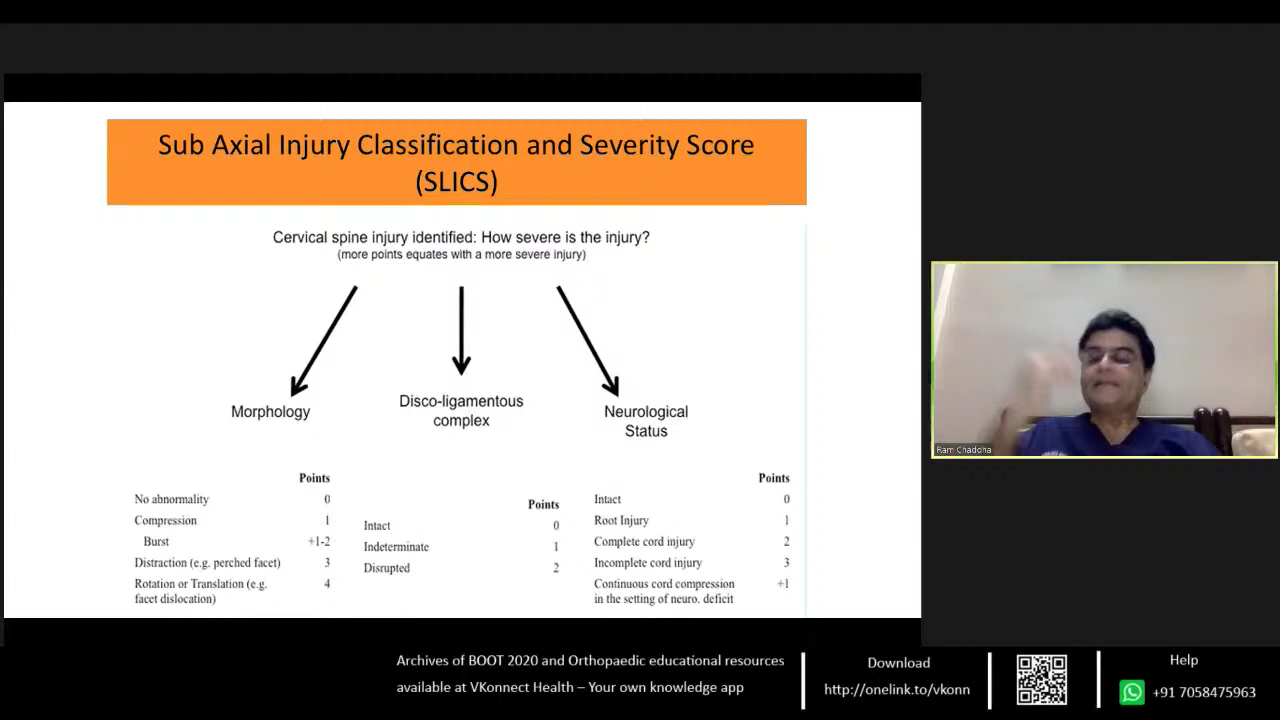 Sub Axial Injury Classification and Severity Score
(SLICS)
Cervical spine injury identified: How severe is the injury?
(more points equates with a more severe injury)
Morphology
Disco-ligamentous
complex
Neurological
Status
Points
No abnormality 0
Compression 1
Burst +1-2
Distraction (e.g. perched facet) 3
Rotation or Translation (e.g. 4
facet dislocation)
Points
Intact 0
Indeterminate 1
Disrupted 2
Points
Intact 0
Root Injury 1
Complete cord injury 2
Incomplete cord injury 3
Continuous cord compression +1
in the setting of neuro. deficit
Ram Chaddha
Archives of BOOT 2020 and Orthopaedic educational resources
available at VKonnect Health – Your own knowledge app
Download
http://onelink.to/vkonn
Help
+91 7058475963